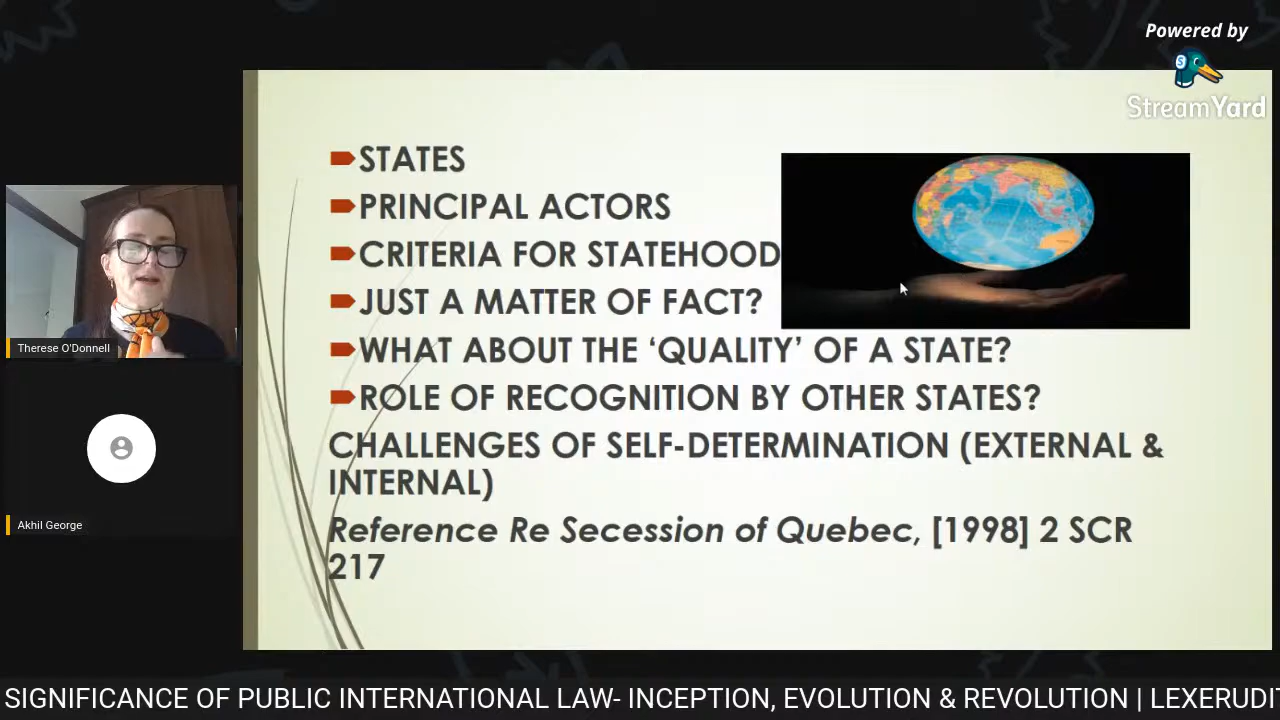 Powered by
StreamYard
STATES
PRINCIPAL ACTORS
CRITERIA FOR STATEHOOD
JUST A MATTER OF FACT?
WHAT ABOUT THE ‘QUALITY’ OF A STATE?
ROLE OF RECOGNITION BY OTHER STATES?
CHALLENGES OF SELF-DETERMINATION (EXTERNAL &
INTERNAL)
Reference Re Secession of Quebec, [1998] 2 SCR
217
Therese O'Donnell
Akhil George
SIGNIFICANCE OF PUBLIC INTERNATIONAL LAW- INCEPTION, EVOLUTION & REVOLUTION | LEXERUDIT